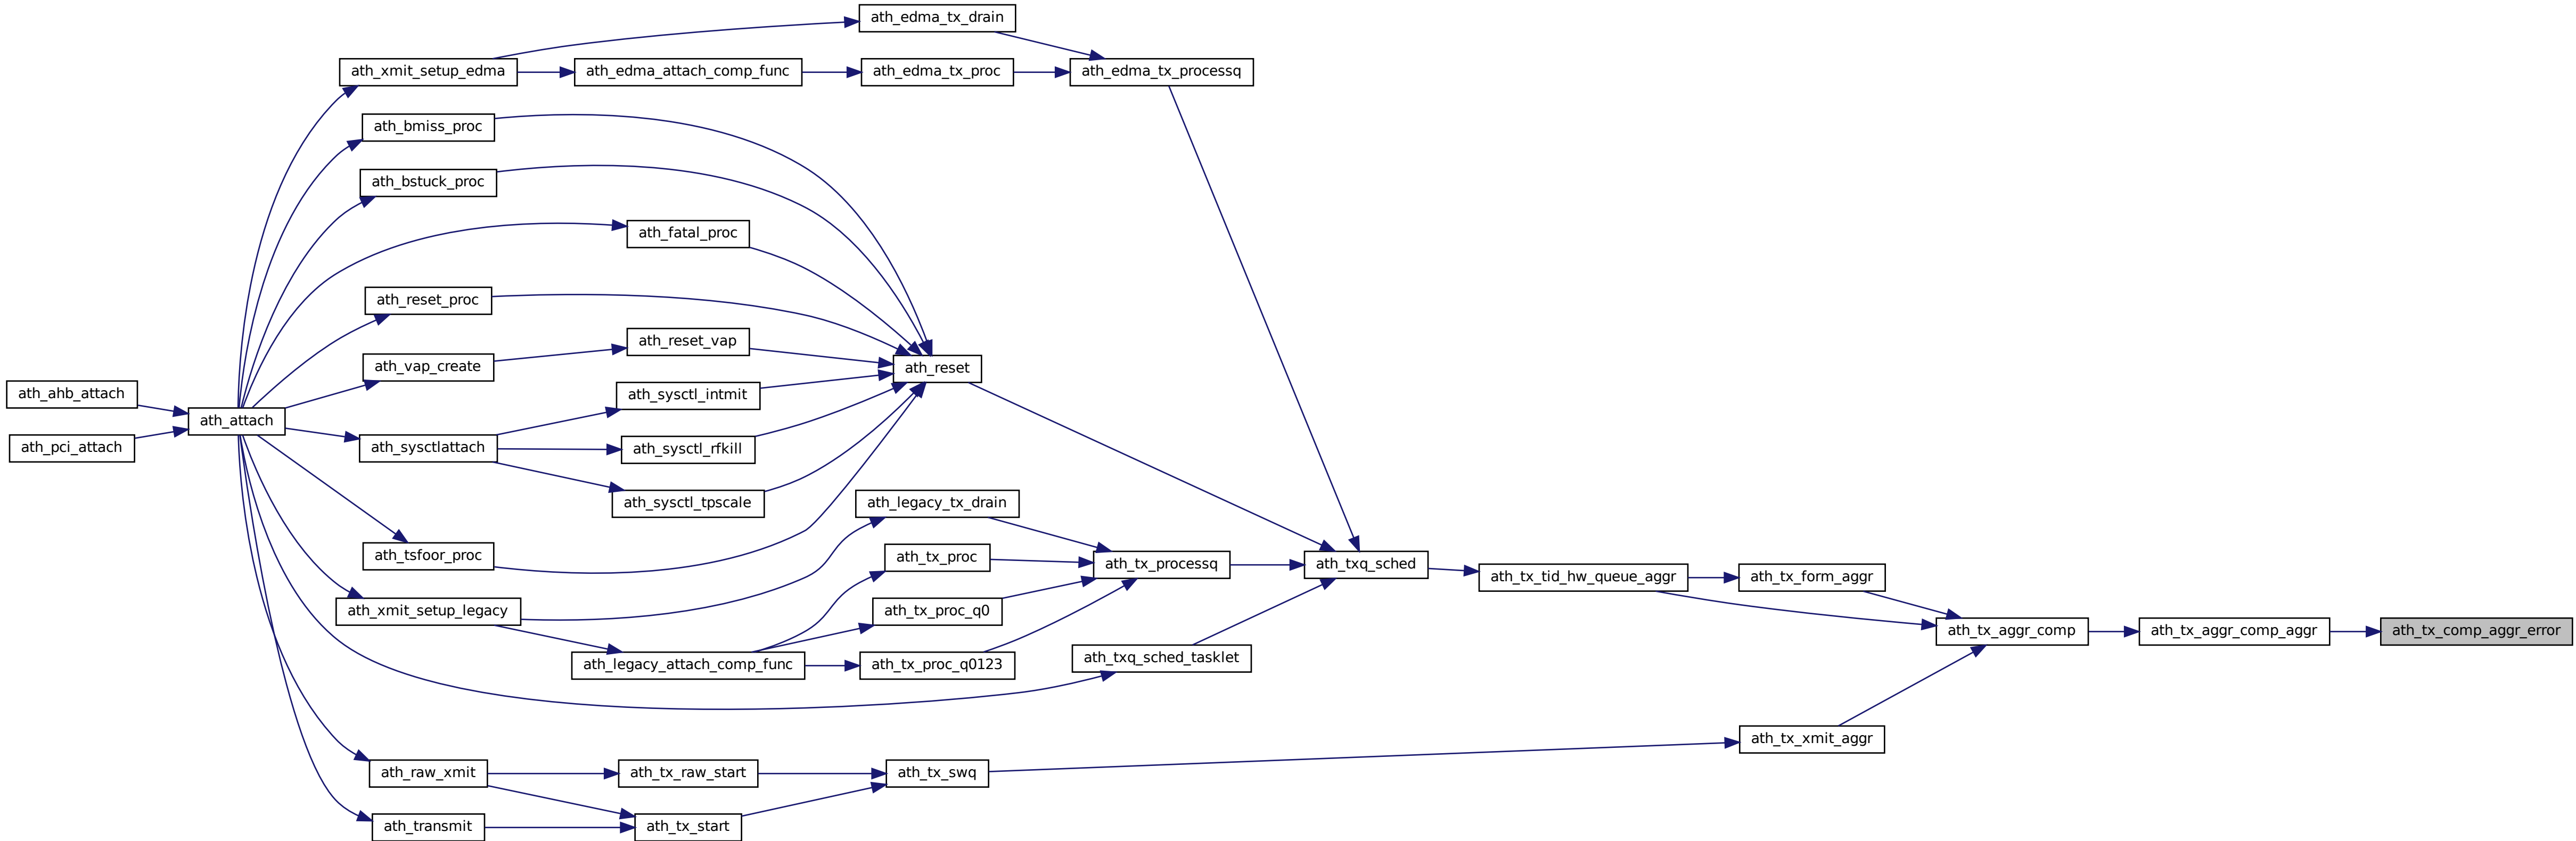 ath_edma_tx_drain
ath_xmit_setup_edma
ath_edma_attach_comp_func
ath_edma_tx_proc
ath_edma_tx_processq
ath_bmiss_proc
ath_bstuck_proc
ath_fatal_proc
ath_reset_proc
ath_reset_vap
ath_vap_create
ath_reset
ath_ahb_attach
ath_sysctl_intmit
ath_attach
ath_pci_attach
ath_sysctlattach
ath_sysctl_rfkill
ath_sysctl_tpscale
ath_legacy_tx_drain
ath_tsfoor_proc
ath_tx_proc
ath_tx_processq
ath_txq_sched
ath_tx_tid_hw_queue_aggr
ath_tx_form_aggr
ath_xmit_setup_legacy
ath_tx_proc_q0
ath_tx_aggr_comp
ath_tx_aggr_comp_aggr
ath_tx_comp_aggr_error
ath_legacy_attach_comp_func
ath_tx_proc_q0123
ath_txq_sched_tasklet
ath_tx_xmit_aggr
ath_raw_xmit
ath_tx_raw_start
ath_tx_swq
ath_transmit
ath_tx_start